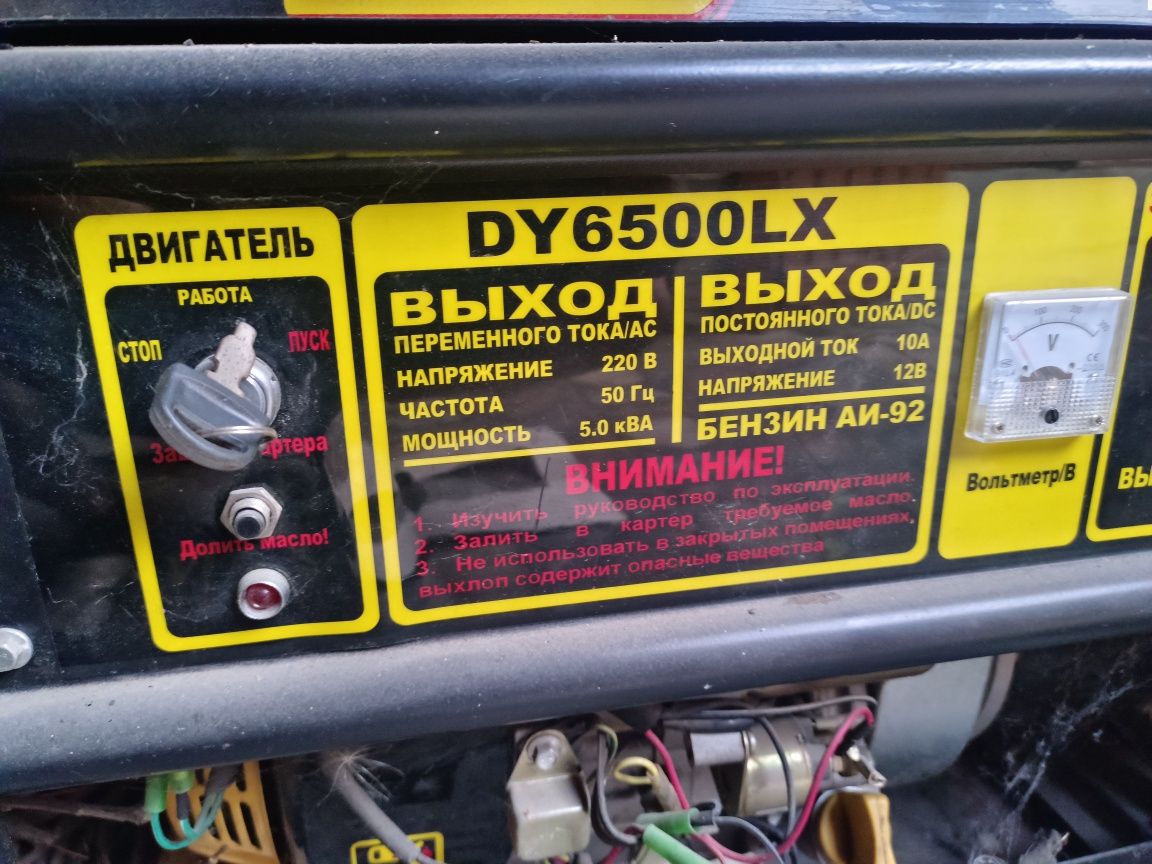 ДВИГАТЕЛЬ
РАБОТА
СТОП
ПУСК
Долить масло!
DY6500LX
ВЫХОД
ПЕРЕМЕННОГО ТОКА/AC
НАПРЯЖЕНИЕ 220 В
ЧАСТОТА 50 Гц
МОЩНОСТЬ 5.0 кВА
ВЫХОД
ПОСТОЯННОГО ТОКА/DC
ВЫХОДНОЙ ТОК 10А
НАПРЯЖЕНИЕ 12В
БЕНЗИН АИ-92
ВНИМАНИЕ!
1. Изучить руководство по эксплуатации.
2. Залить в картер требуемое масло.
3. Не использовать в закрытых помещениях,
выхлоп содержит опасные вещества
V
CE
Вольтметр/В